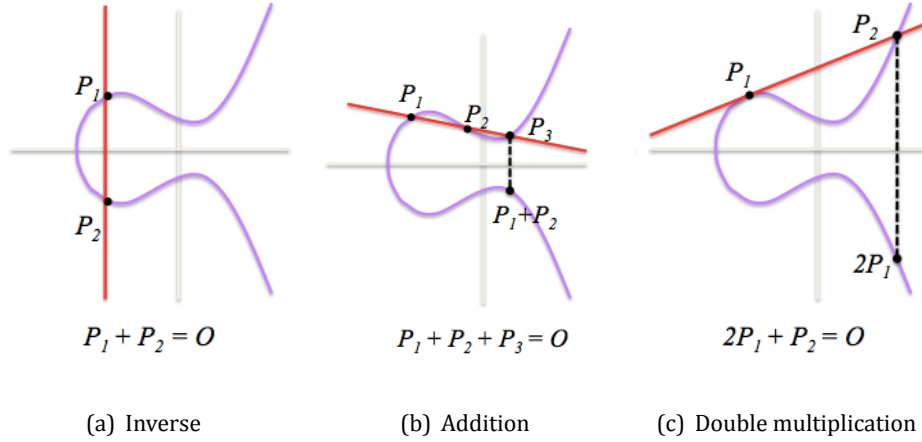 P₁
P₂
P₁ + P₂ = O
(a) Inverse
P₁
P₂
P₃
P₁+P₂
P₁ + P₂ + P₃ = O
(b) Addition
P₂
P₁
2P₁
2P₁ + P₂ = O
(c) Double multiplication